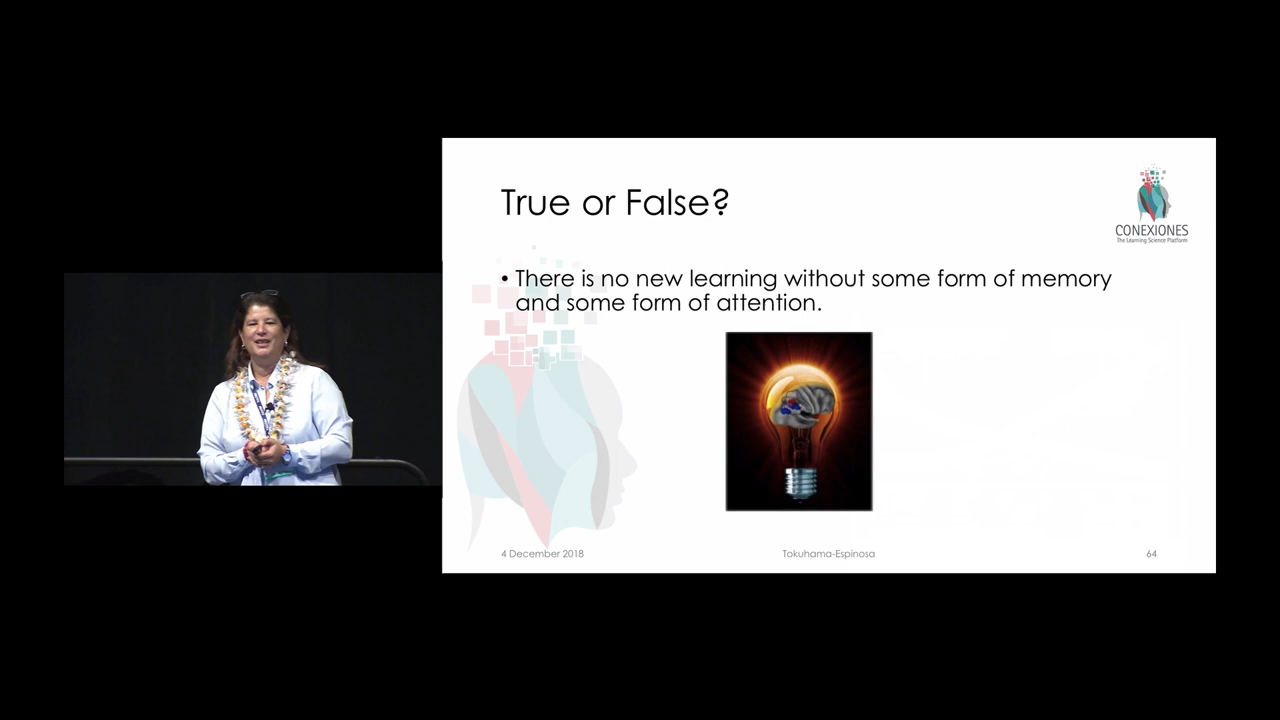 True or False?
CONEXIONES
The Learning Science Platform
• There is no new learning without some form of memory
and some form of attention.
4 December 2018
Tokuhama-Espinosa
64